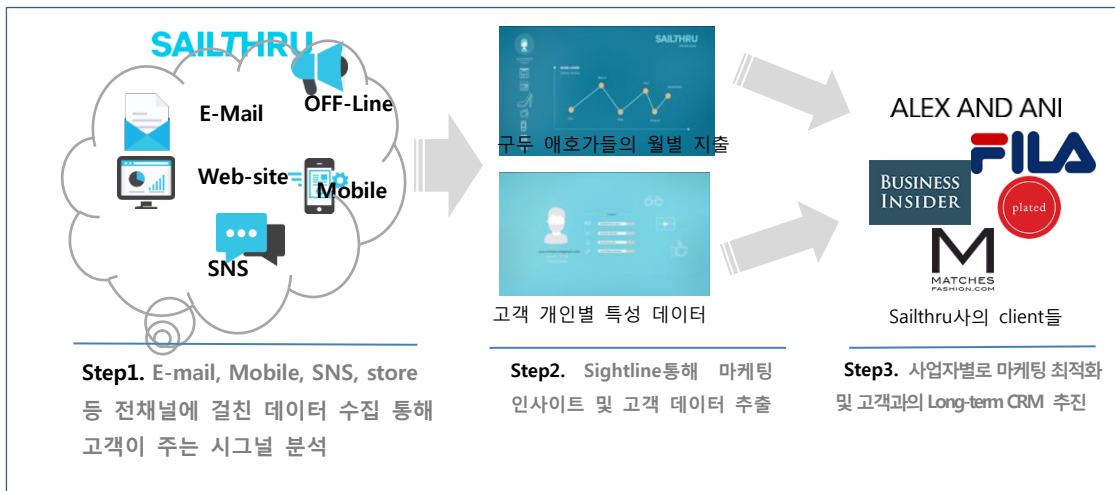 SAILTHRU
OFF-Line
E-Mail
Web-site
Mobile
SNS
SAILTHRU
구두 애호가들의 월별 지출
고객 개인별 특성 데이터
ALEX AND ANI
FILA
BUSINESS
INSIDER
plated
M
MATCHES
FASHION.COM
Sailthru사의 client들
Step1. E-mail, Mobile, SNS, store
등 전채널에 걸친 데이터 수집 통해
고객이 주는 시그널 분석
Step2. Sightline통해 마케팅
인사이트 및 고객 데이터 추출
Step3. 사업자별로 마케팅 최적화
및 고객과의 Long-term CRM 추진